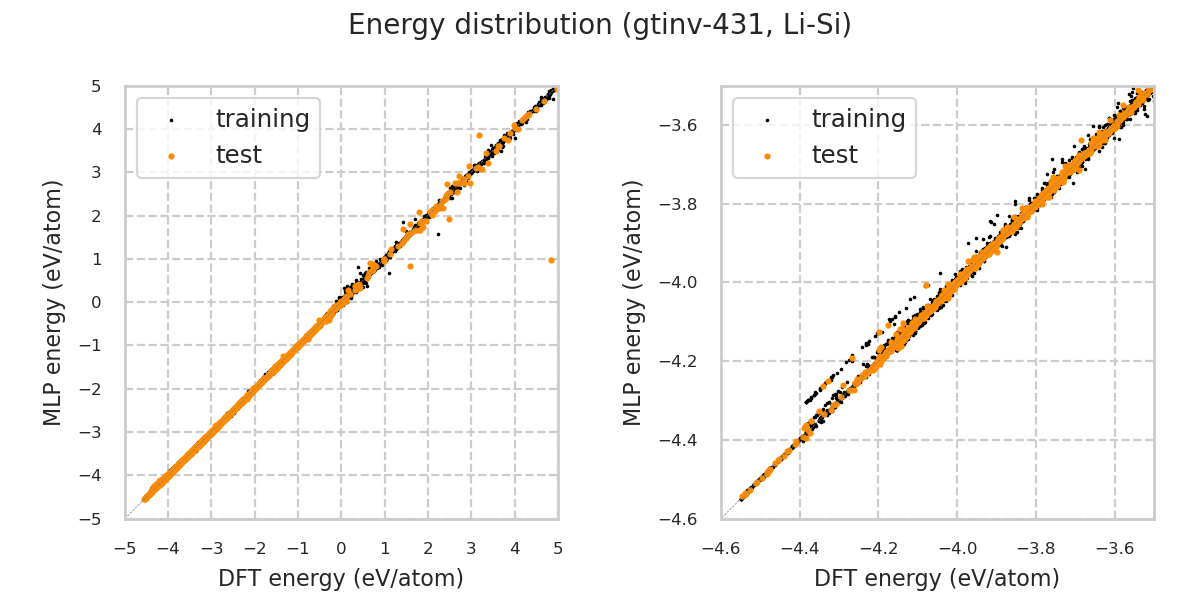 Energy distribution (gtinv-431, Li-Si)
training
test
MLP energy (eV/atom)
5
4
3
2
1
0
−1
−2
−3
−4
−5
−5 −4 −3 −2 −1 0 1 2 3 4 5
DFT energy (eV/atom)
training
test
MLP energy (eV/atom)
−3.6
−3.8
−4.0
−4.2
−4.4
−4.6
−4.6 −4.4 −4.2 −4.0 −3.8 −3.6
DFT energy (eV/atom)